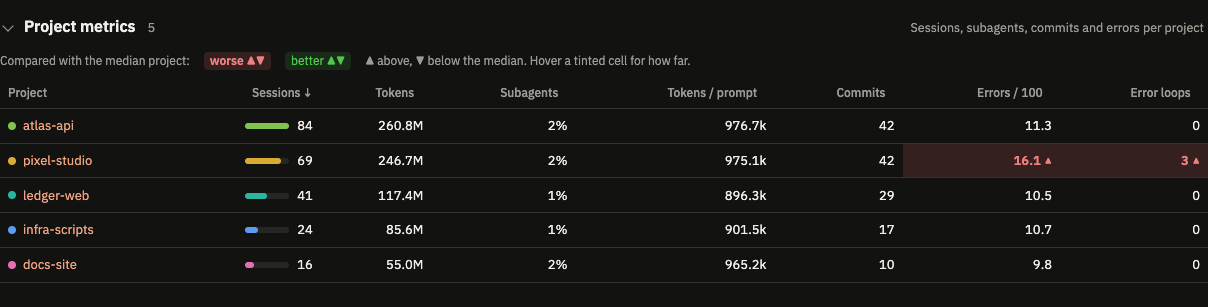 Project metrics 5
Sessions, subagents, commits and errors per project
Compared with the median project: worse ▲▼ better ▲▼ ▲ above, ▼ below the median. Hover a tinted cell for how far.
Project Sessions ↓ Tokens Subagents Tokens / prompt Commits Errors / 100 Error loops
atlas-api 84 260.8M 2% 976.7k 42 11.3 0
pixel-studio 69 246.7M 2% 975.1k 42 16.1 ▲ 3 ▲
ledger-web 41 117.4M 1% 896.3k 29 10.5 0
infra-scripts 24 85.6M 1% 901.5k 17 10.7 0
docs-site 16 55.0M 2% 965.2k 10 9.8 0